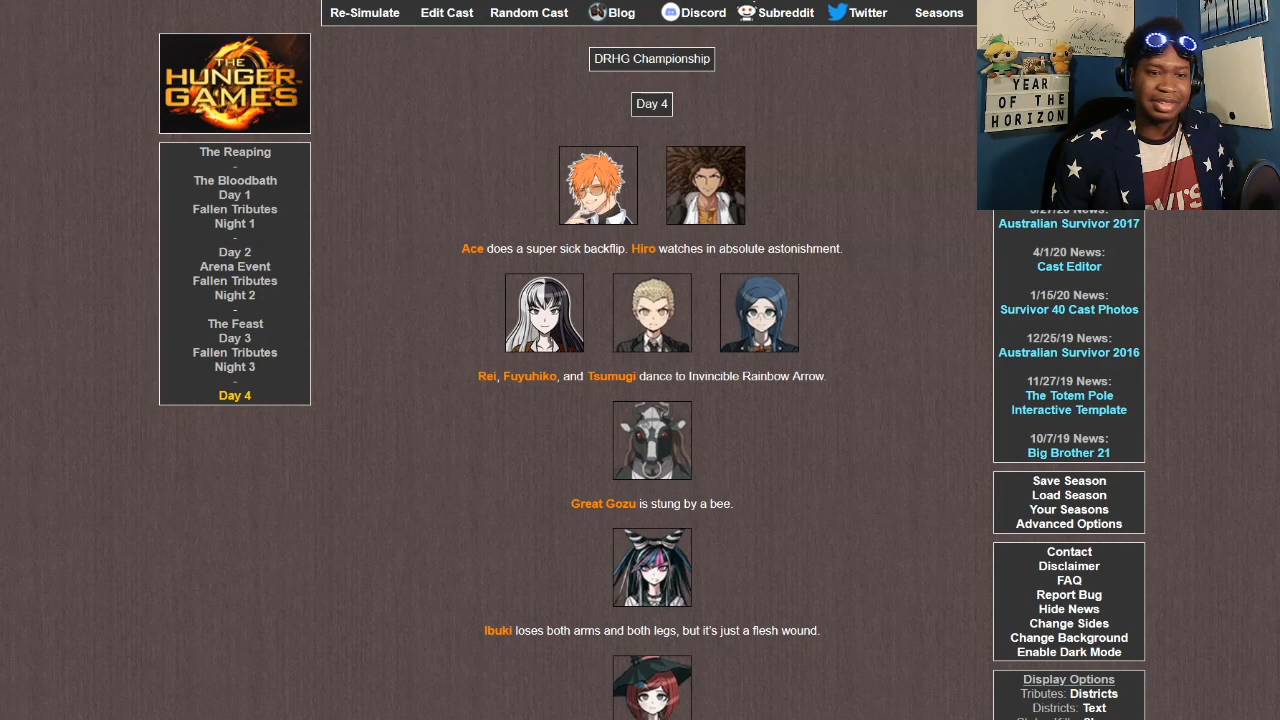 Re-Simulate Edit Cast Random Cast Blog Discord Subreddit Twitter Seasons
THE
HUNGER
GAMES
The Reaping
-
The Bloodbath
Day 1
Fallen Tributes
Night 1
-
Day 2
Arena Event
Fallen Tributes
Night 2
-
The Feast
Day 3
Fallen Tributes
Night 3
-
Day 4
DRHG Championship
Day 4
Ace does a super sick backflip. Hiro watches in absolute astonishment.
Rei, Fuyuhiko, and Tsumugi dance to Invincible Rainbow Arrow.
Great Gozu is stung by a bee.
Ibuki loses both arms and both legs, but it's just a flesh wound.
YEAR
OF THE
HORIZON
Australian Survivor 2017
4/1/20 News:
Cast Editor
1/15/20 News:
Survivor 40 Cast Photos
12/25/19 News:
Australian Survivor 2016
11/27/19 News:
The Totem Pole
Interactive Template
10/7/19 News:
Big Brother 21
Save Season
Load Season
Your Seasons
Advanced Options
Contact
Disclaimer
FAQ
Report Bug
Hide News
Change Sides
Change Background
Enable Dark Mode
Display Options
Tributes: Districts
Districts: Text